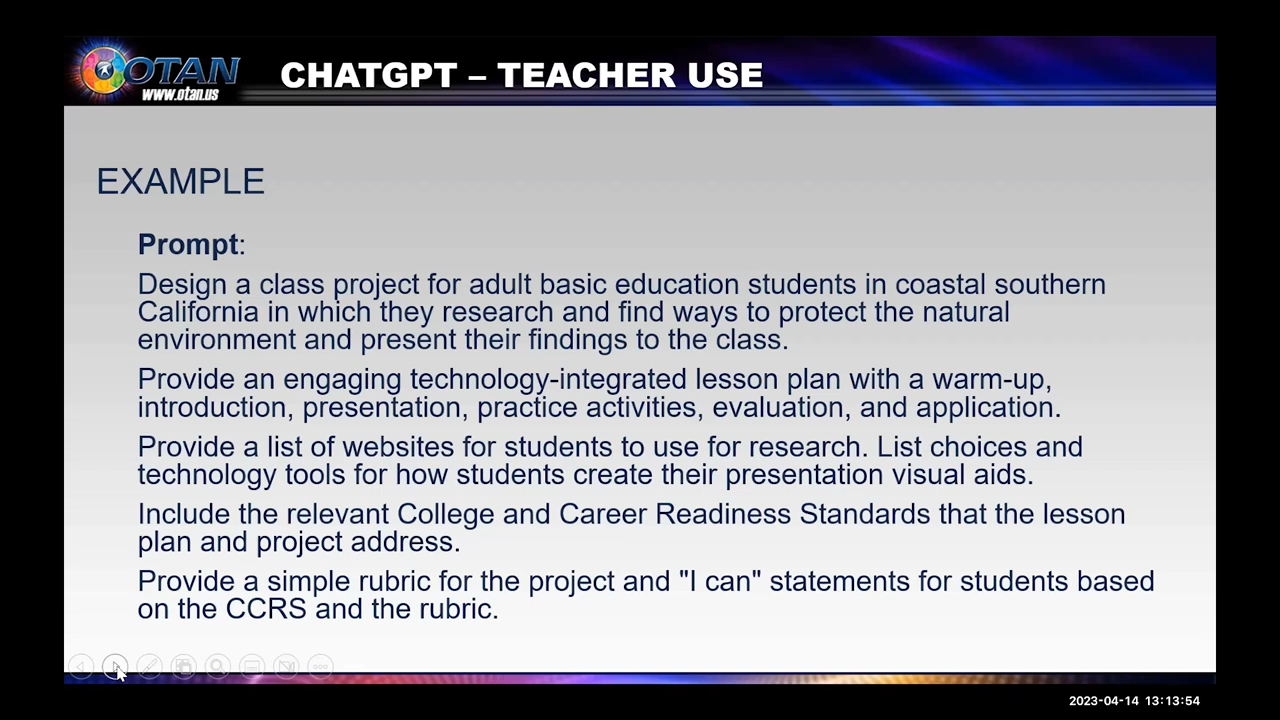 OTAN
www.otan.us
CHATGPT – TEACHER USE
EXAMPLE
Prompt:
Design a class project for adult basic education students in coastal southern
California in which they research and find ways to protect the natural
environment and present their findings to the class.
Provide an engaging technology-integrated lesson plan with a warm-up,
introduction, presentation, practice activities, evaluation, and application.
Provide a list of websites for students to use for research. List choices and
technology tools for how students create their presentation visual aids.
Include the relevant College and Career Readiness Standards that the lesson
plan and project address.
Provide a simple rubric for the project and "I can" statements for students based
on the CCRS and the rubric.
2023-04-14 13:13:54